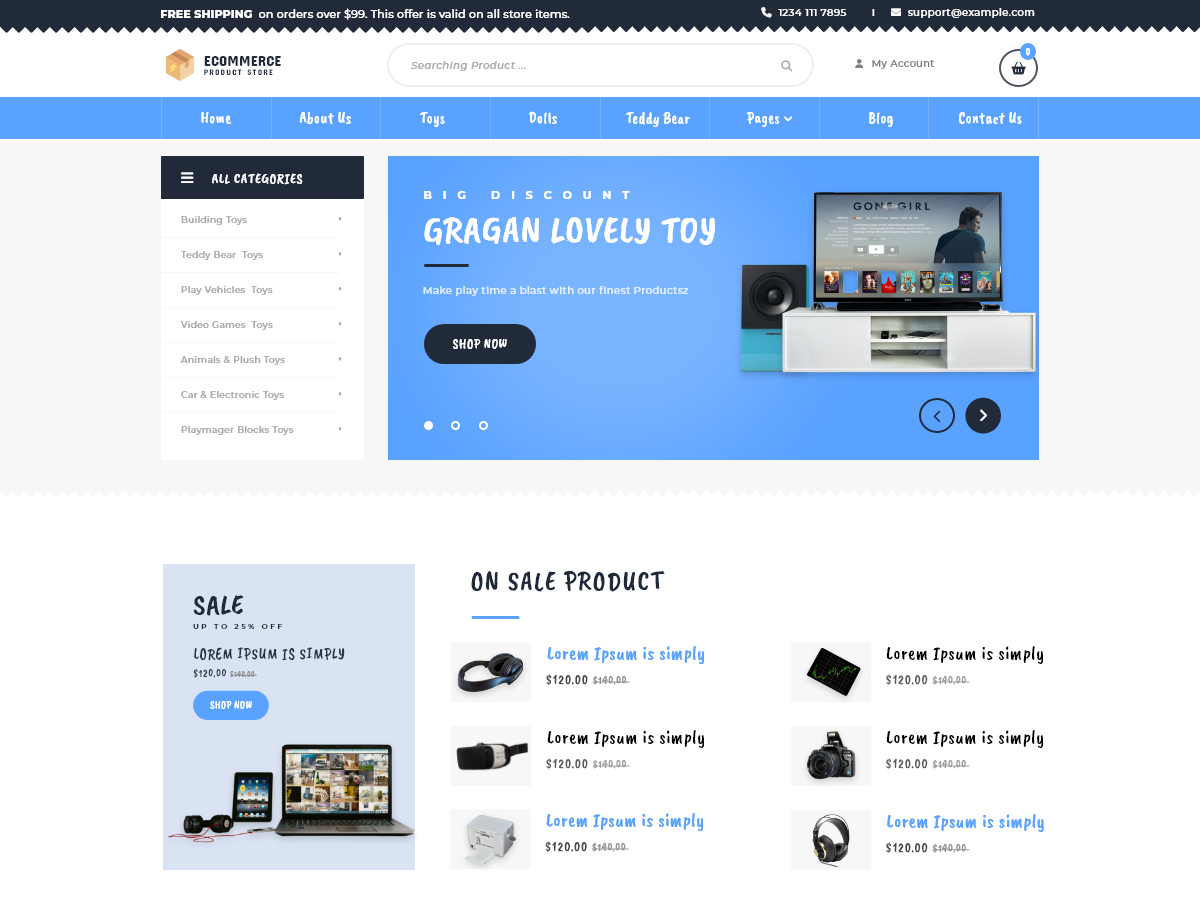 FREE SHIPPING on orders over $99. This offer is valid on all store items.
1234 111 7895 I support@example.com
ECOMMERCE
PRODUCT STORE
Searching Product ...
My Account
0
Home About Us Toys Dolls Teddy Bear Pages Blog Contact Us
ALL CATEGORIES
Building Toys
Teddy Bear Toys
Play Vehicles Toys
Video Games Toys
Animals & Plush Toys
Car & Electronic Toys
Playmager Blocks Toys
BIG DISCOUNT
GRAGAN LOVELY TOY
Make play time a blast with our finest Productsz
SHOP NOW
GONE GIRL
SALE
UP TO 25% OFF
LOREM IPSUM IS SIMPLY
$120.00 $140.00
SHOP NOW
ON SALE PRODUCT
Lorem Ipsum is simply
$120.00 $140.00
Lorem Ipsum is simply
$120.00 $140.00
Lorem Ipsum is simply
$120.00 $140.00
Lorem Ipsum is simply
$120.00 $140.00
Lorem Ipsum is simply
$120.00 $140.00
Lorem Ipsum is simply
$120.00 $140.00